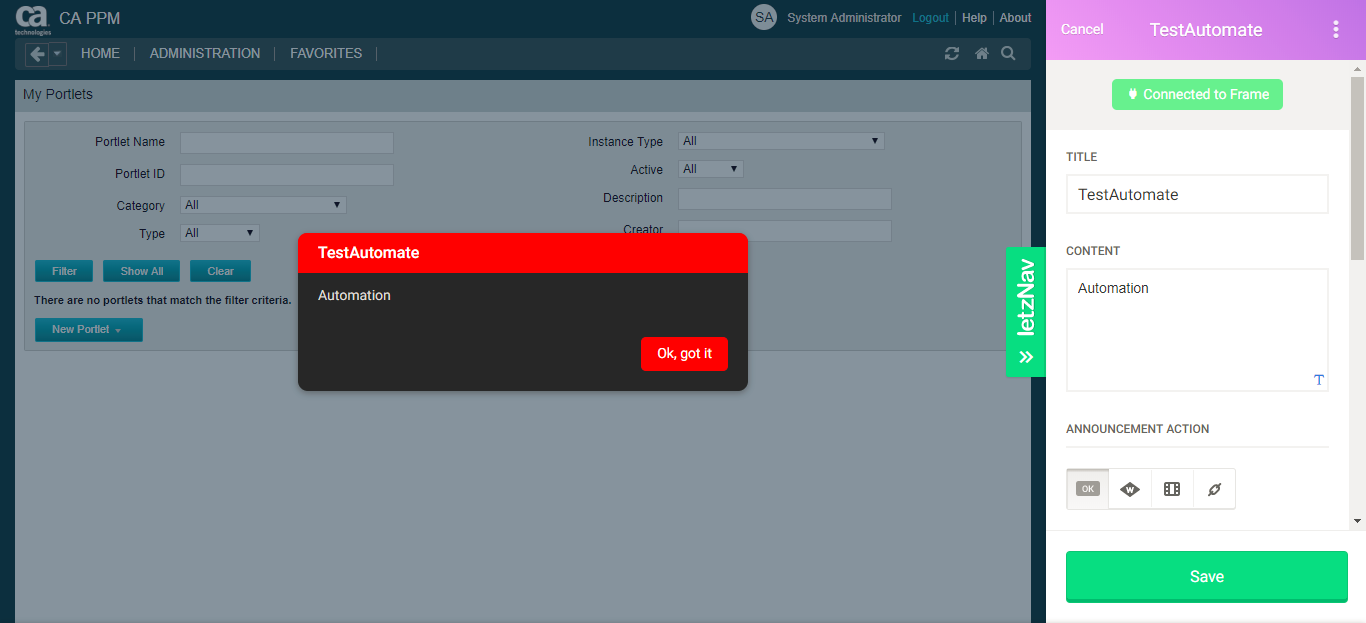 ca
technologies
CA PPM
SA System Administrator Logout Help About
HOME ADMINISTRATION FAVORITES
My Portlets
Portlet Name
Portlet ID
Category All
Type All
Instance Type All
Active All
Description
Creator
Filter Show All Clear
There are no portlets that match the filter criteria.
New Portlet
TestAutomate
Automation
Ok, got it
letzNav
Cancel TestAutomate
Connected to Frame
TITLE
TestAutomate
CONTENT
Automation
T
ANNOUNCEMENT ACTION
OK W
Save